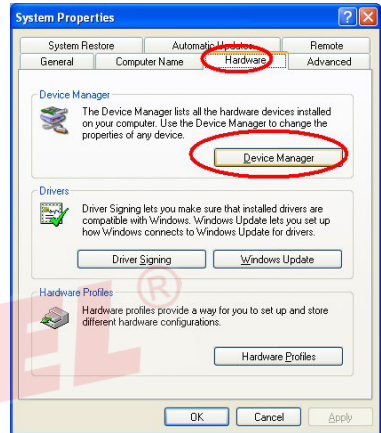 System Properties
System Restore Automatic Updates Remote
General Computer Name Hardware Advanced
Device Manager
The Device Manager lists all the hardware devices installed
on your computer. Use the Device Manager to change the
properties of any device.
Device Manager
Drivers
Driver Signing lets you make sure that installed drivers are
compatible with Windows. Windows Update lets you set up
how Windows connects to Windows Update for drivers.
Driver Signing Windows Update
Hardware Profiles
®
Hardware profiles provide a way for you to set up and store
different hardware configurations.
EL
Hardware Profiles
OK Cancel Apply